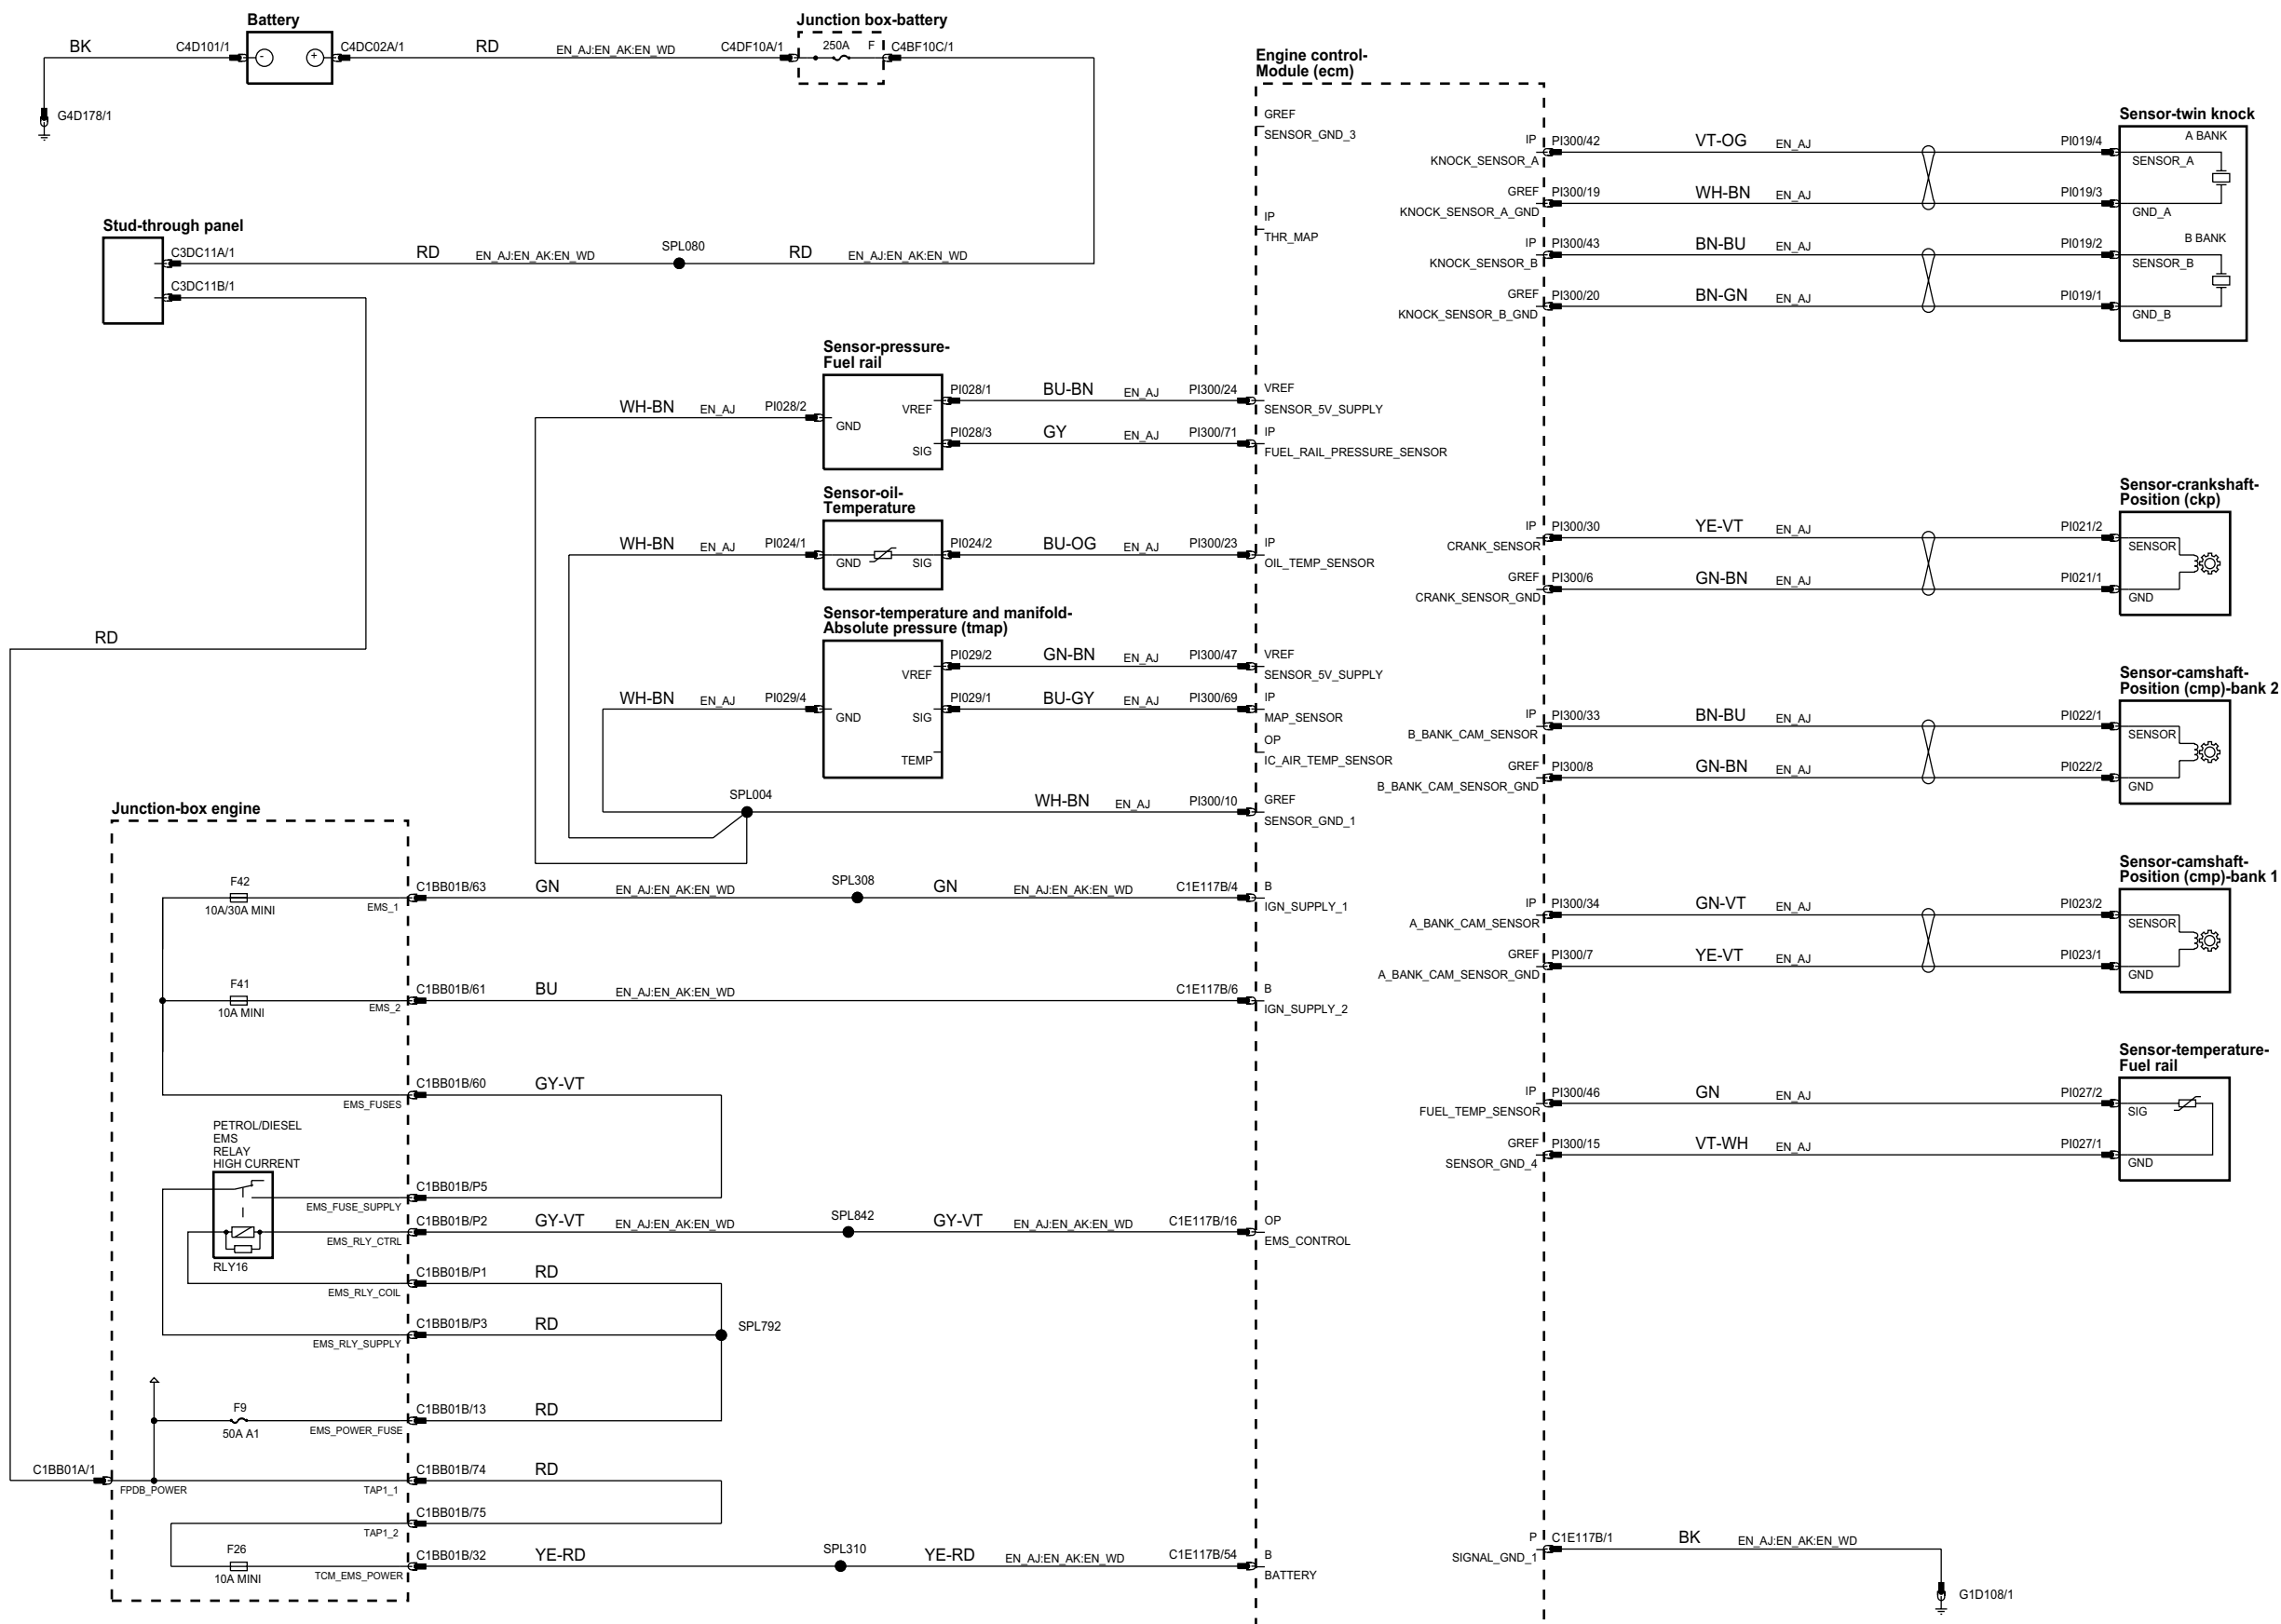 Battery
BK
C4D101/1
-
+
C4DC02A/1
RD
EN_AJ:EN_AK:EN_WD
C4DF10A/1
Junction box-battery
250A
F
C4BF10C/1
G4D178/1
Stud-through panel
C3DC11A/1
RD
EN_AJ:EN_AK:EN_WD
SPL080
RD
EN_AJ:EN_AK:EN_WD
C3DC11B/1
RD
Sensor-pressure-
Fuel rail
WH-BN
EN_AJ
PI028/2
GND
VREF
SIG
PI028/1
BU-BN
EN_AJ
PI300/24
PI028/3
GY
EN_AJ
PI300/71
Sensor-oil-
Temperature
WH-BN
EN_AJ
PI024/1
GND
SIG
PI024/2
BU-OG
EN_AJ
PI300/23
Sensor-temperature and manifold-
Absolute pressure (tmap)
WH-BN
EN_AJ
PI029/4
GND
VREF
SIG
TEMP
PI029/2
GN-BN
EN_AJ
PI300/47
PI029/1
BU-GY
EN_AJ
PI300/69
SPL004
WH-BN
EN_AJ
PI300/10
Junction-box engine
F42
10A/30A MINI
EMS_1
C1BB01B/63
GN
EN_AJ:EN_AK:EN_WD
SPL308
GN
EN_AJ:EN_AK:EN_WD
C1E117B/4
F41
10A MINI
EMS_2
C1BB01B/61
BU
EN_AJ:EN_AK:EN_WD
C1E117B/6
EMS_FUSES
C1BB01B/60
GY-VT
PETROL/DIESEL
EMS
RELAY
HIGH CURRENT
RLY16
EMS_FUSE_SUPPLY
C1BB01B/P5
EMS_RLY_CTRL
C1BB01B/P2
GY-VT
EN_AJ:EN_AK:EN_WD
SPL842
GY-VT
EN_AJ:EN_AK:EN_WD
C1E117B/16
EMS_RLY_COIL
C1BB01B/P1
RD
EMS_RLY_SUPPLY
C1BB01B/P3
RD
SPL792
F9
50A A1
EMS_POWER_FUSE
C1BB01B/13
RD
C1BB01A/1
FPDB_POWER
TAP1_1
C1BB01B/74
RD
TAP1_2
C1BB01B/75
F26
10A MINI
TCM_EMS_POWER
C1BB01B/32
YE-RD
SPL310
YE-RD
EN_AJ:EN_AK:EN_WD
C1E117B/54
Engine control-
Module (ecm)
GREF
SENSOR_GND_3
IP
THR_MAP
VREF
SENSOR_5V_SUPPLY
IP
FUEL_RAIL_PRESSURE_SENSOR
IP
OIL_TEMP_SENSOR
VREF
SENSOR_5V_SUPPLY
IP
MAP_SENSOR
OP
IC_AIR_TEMP_SENSOR
GREF
SENSOR_GND_1
B
IGN_SUPPLY_1
B
IGN_SUPPLY_2
OP
EMS_CONTROL
B
BATTERY
IP
KNOCK_SENSOR_A
PI300/42
VT-OG
EN_AJ
PI019/4
GREF
KNOCK_SENSOR_A_GND
PI300/19
WH-BN
EN_AJ
PI019/3
IP
KNOCK_SENSOR_B
PI300/43
BN-BU
EN_AJ
PI019/2
GREF
KNOCK_SENSOR_B_GND
PI300/20
BN-GN
EN_AJ
PI019/1
Sensor-twin knock
A BANK
SENSOR_A
GND_A
B BANK
SENSOR_B
GND_B
IP
CRANK_SENSOR
PI300/30
YE-VT
EN_AJ
PI021/2
GREF
CRANK_SENSOR_GND
PI300/6
GN-BN
EN_AJ
PI021/1
Sensor-crankshaft-
Position (ckp)
SENSOR
GND
IP
B_BANK_CAM_SENSOR
PI300/33
BN-BU
EN_AJ
PI022/1
GREF
B_BANK_CAM_SENSOR_GND
PI300/8
GN-BN
EN_AJ
PI022/2
Sensor-camshaft-
Position (cmp)-bank 2
SENSOR
GND
IP
A_BANK_CAM_SENSOR
PI300/34
GN-VT
EN_AJ
PI023/2
GREF
A_BANK_CAM_SENSOR_GND
PI300/7
YE-VT
EN_AJ
PI023/1
Sensor-camshaft-
Position (cmp)-bank 1
SENSOR
GND
IP
FUEL_TEMP_SENSOR
PI300/46
GN
EN_AJ
PI027/2
GREF
SENSOR_GND_4
PI300/15
VT-WH
EN_AJ
PI027/1
Sensor-temperature-
Fuel rail
SIG
GND
P
SIGNAL_GND_1
C1E117B/1
BK
EN_AJ:EN_AK:EN_WD
G1D108/1